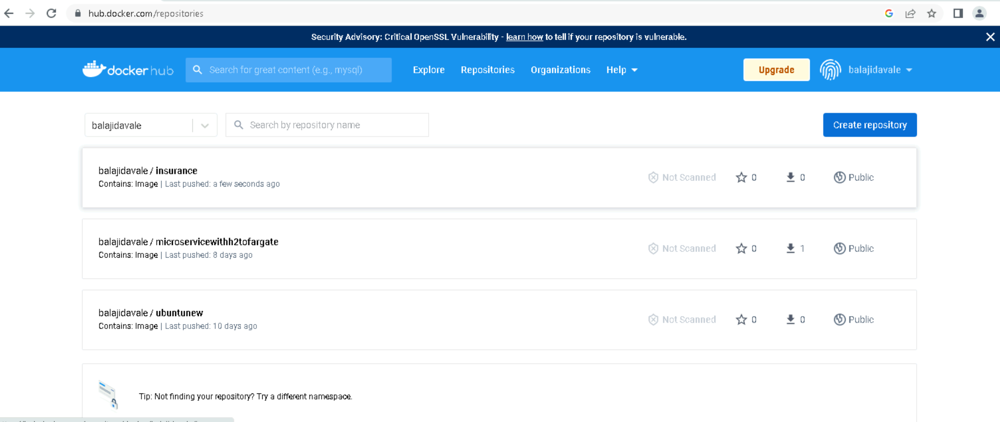 hub.docker.com/repositories
Security Advisory: Critical OpenSSL Vulnerability - learn how to tell if your repository is vulnerable.
docker hub
Search for great content (e.g., mysql)
Explore
Repositories
Organizations
Help
Upgrade
balajidavale
balajidavale
Search by repository name
Create repository
balajidavale / insurance
Contains: Image | Last pushed: a few seconds ago
Not Scanned
0
0
Public
balajidavale / microservicewithh2tofargate
Contains: Image | Last pushed: 8 days ago
Not Scanned
0
1
Public
balajidavale / ubuntunew
Contains: Image | Last pushed: 10 days ago
Not Scanned
0
0
Public
Tip: Not finding your repository? Try a different namespace.